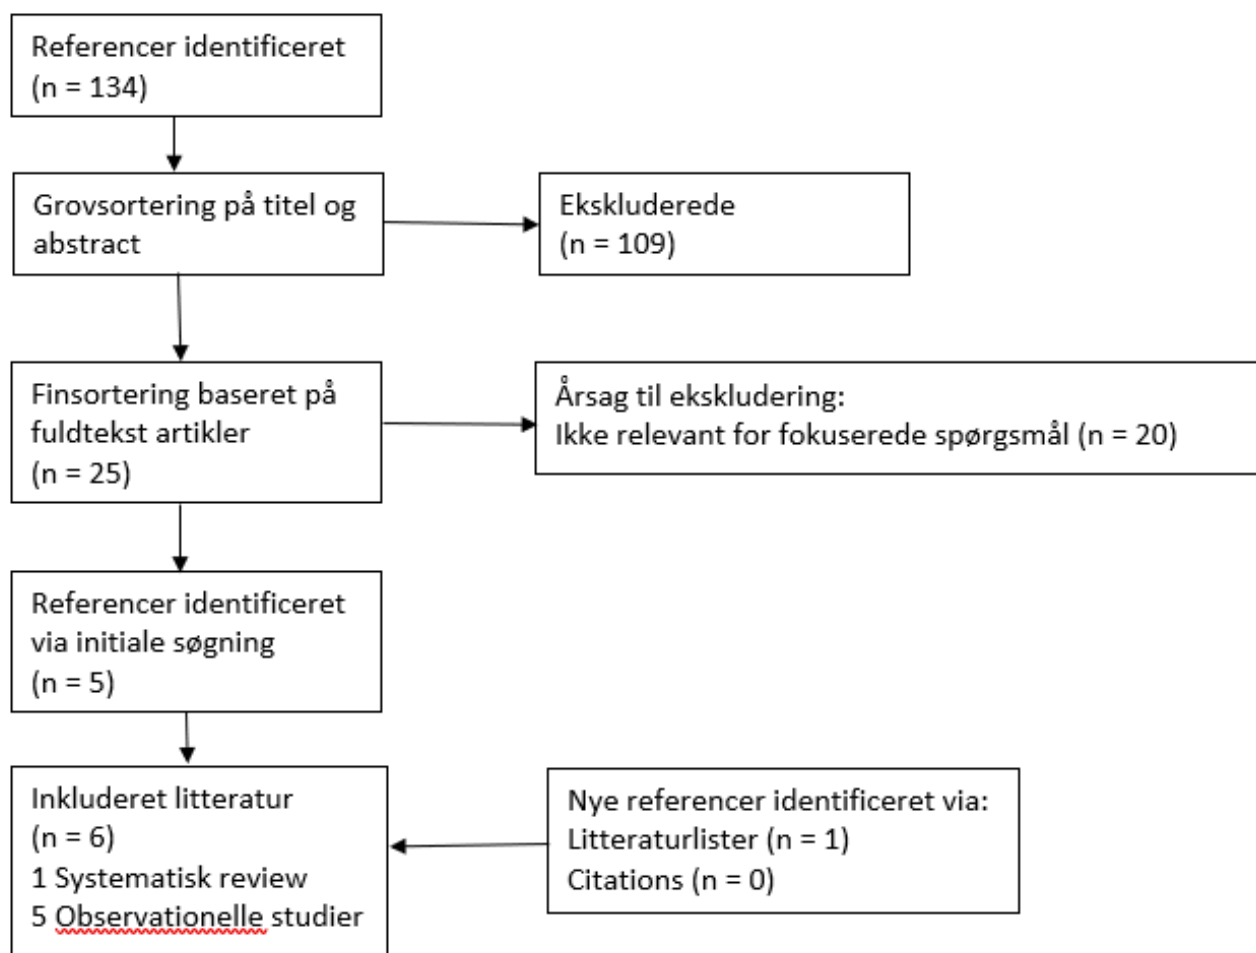 Referencer identificeret
(n = 134)
Grovsortering på titel og
abstract
Ekskluderede
(n = 109)
Finsortering baseret på
fuldtekst artikler
(n = 25)
Årsag til ekskludering:
Ikke relevant for fokuserede spørgsmål (n = 20)
Referencer identificeret
via initiale søgning
(n = 5)
Inkluderet litteratur
(n = 6)
1 Systematisk review
5 Observationelle studier
Nye referencer identificeret via:
Litteraturlister (n = 1)
Citations (n = 0)